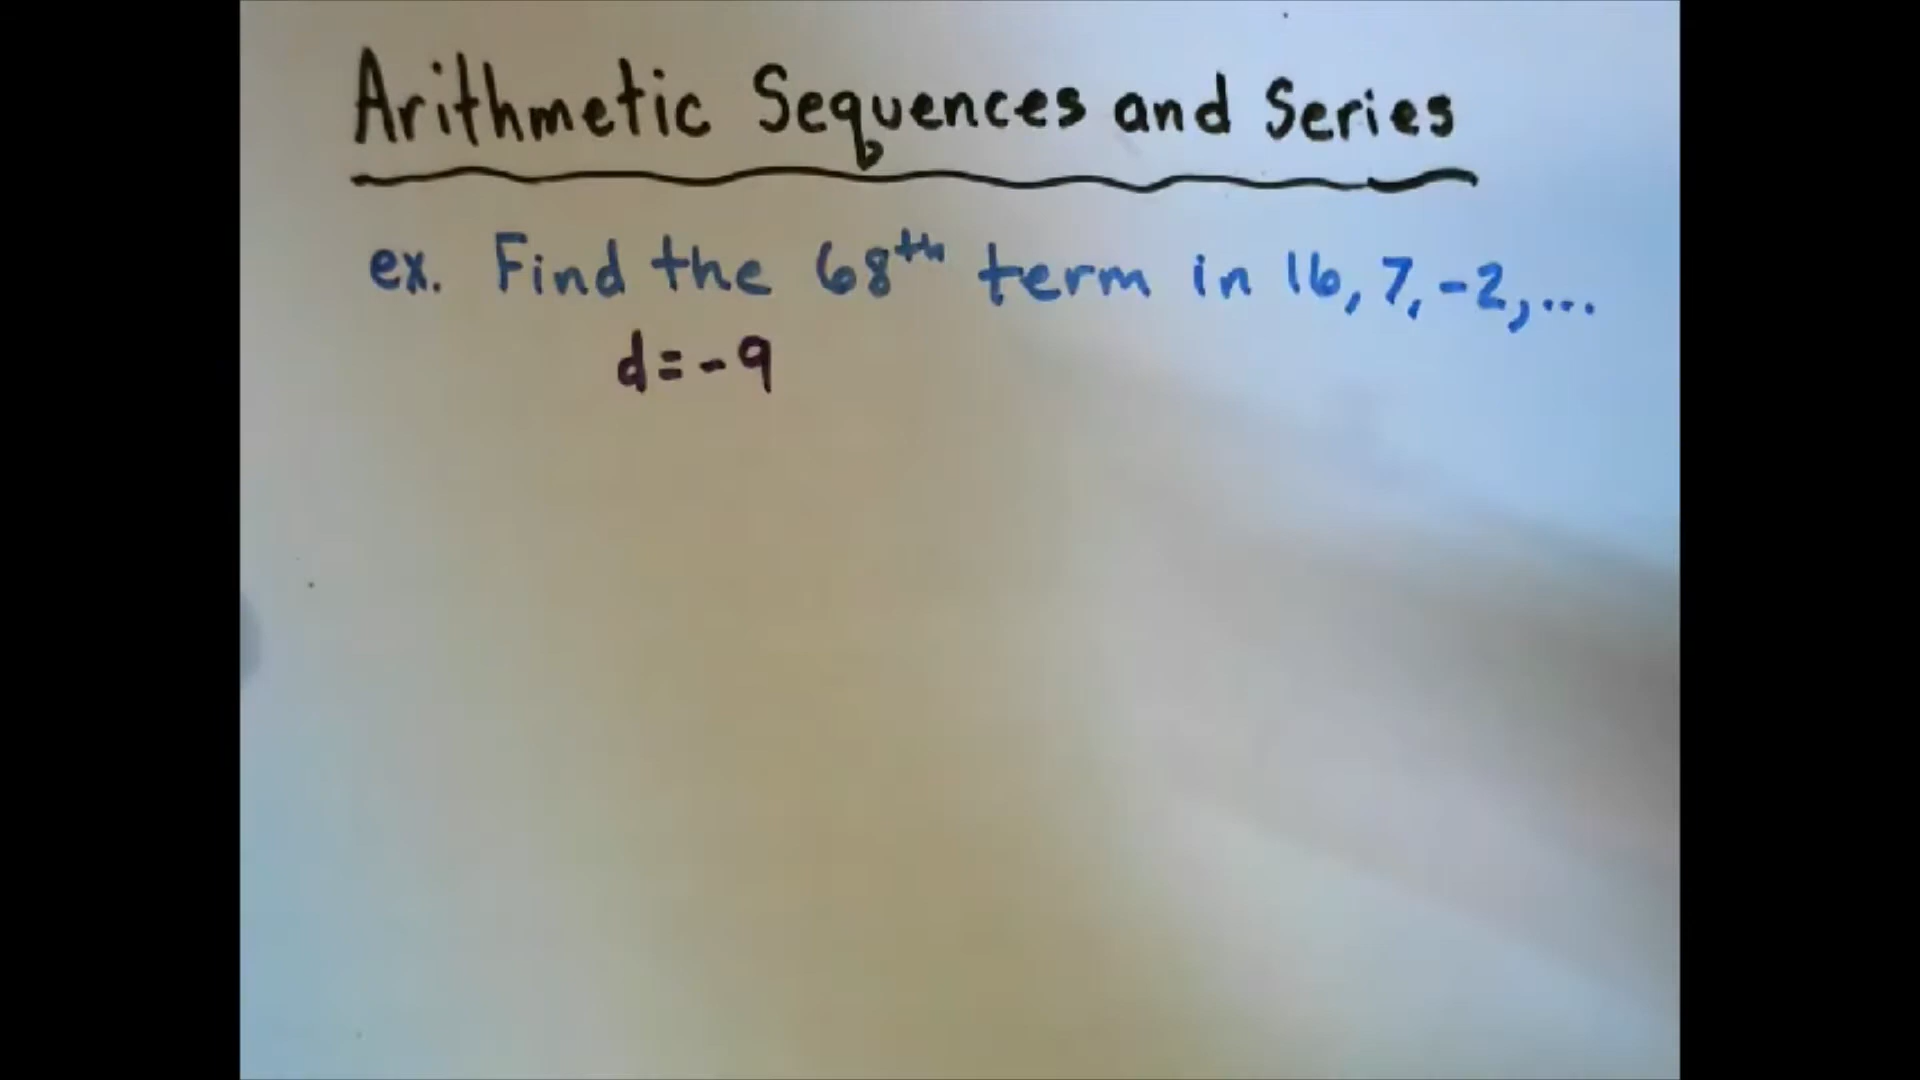 Arithmetic Sequences and Series
ex. Find the 68th term in 16, 7, -2, ...
d = -9